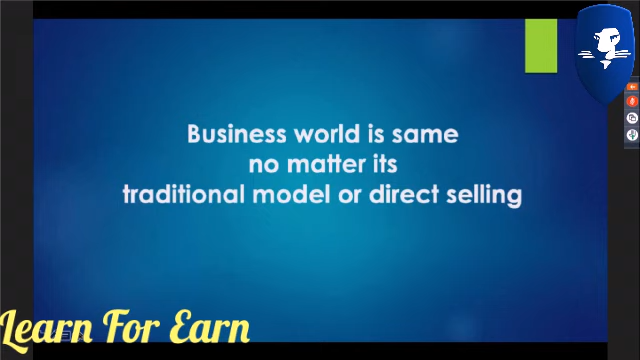 Business world is same
no matter its
traditional model or direct selling
Learn For Earn